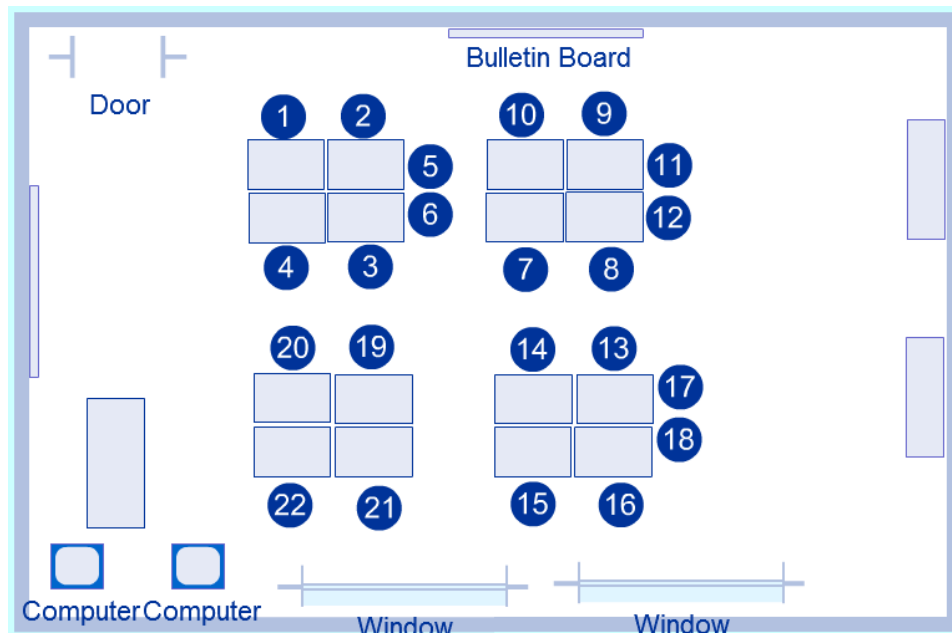 Bulletin Board
Door
1 2 10 9
5 11
6 12
4 3 7 8
20 19 14 13
17
18
22 21 15 16
Computer Computer
Window Window